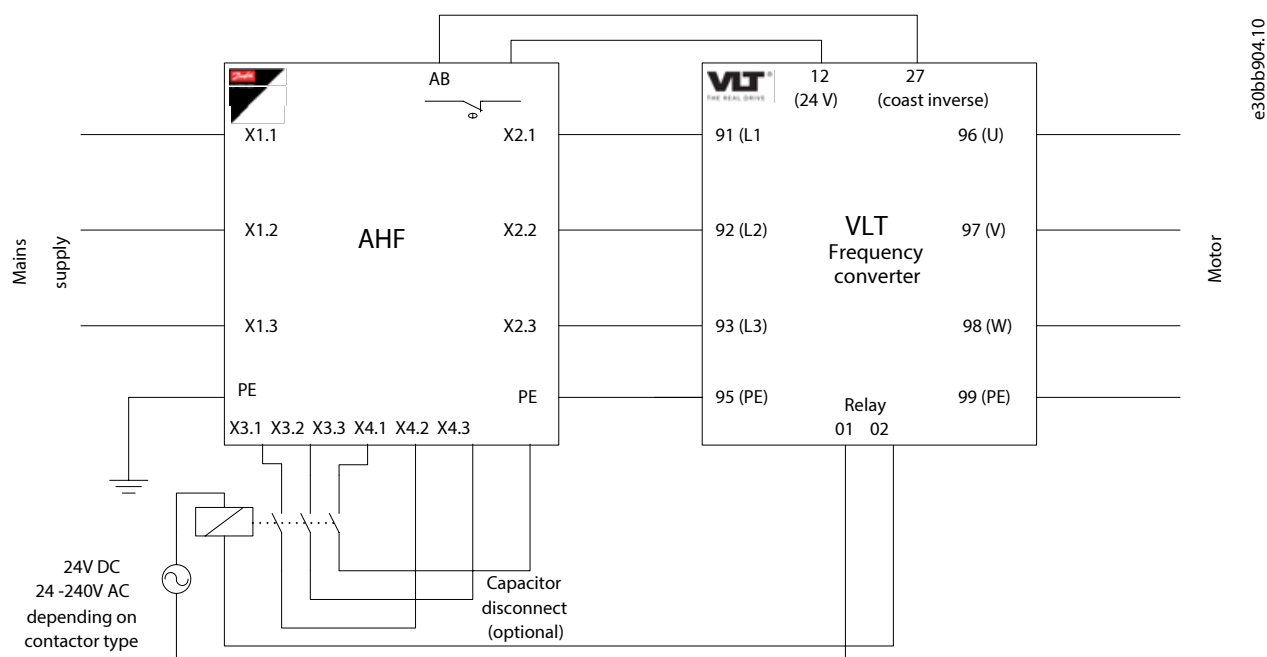 e30bb904.10
Danfoss
VLT®
THE REAL DRIVE
AB
12
27
(24 V)
(coast inverse)
X1.1
X2.1
91 (L1
96 (U)
X1.2
X2.2
92 (L2)
97 (V)
AHF
VLT
Frequency
converter
Mains
supply
Motor
X1.3
X2.3
93 (L3)
98 (W)
PE
PE
95 (PE)
99 (PE)
Relay
01 02
X3.1 X3.2 X3.3 X4.1 X4.2 X4.3
24V DC
24 -240V AC
depending on
contactor type
Capacitor
disconnect
(optional)